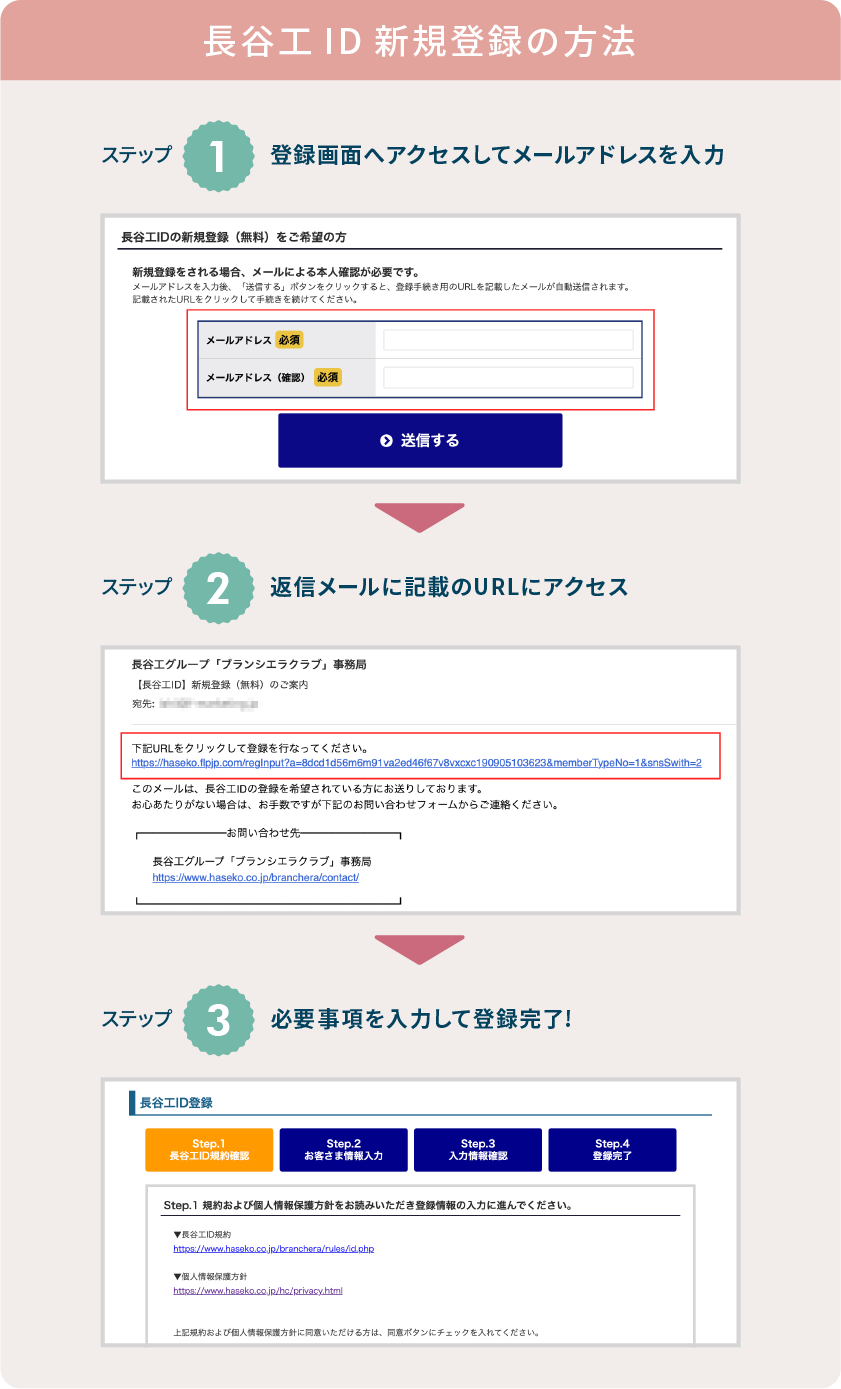 長谷工 ID 新規登録の方法
ステップ 1 登録画面へアクセスしてメールアドレスを入力
長谷工IDの新規登録（無料）をご希望の方
新規登録をされる場合、メールによる本人確認が必要です。
メールアドレスを入力後、「送信する」ボタンをクリックすると、登録手続き用のURLを記載したメールが自動送信されます。
記載されたURLをクリックして手続きを続けてください。
メールアドレス 必須
メールアドレス（確認） 必須
送信する
ステップ 2 返信メールに記載のURLにアクセス
長谷工グループ「ブランシエラクラブ」事務局
【長谷工ID】新規登録（無料）のご案内
宛先:
下記URLをクリックして登録を行なってください。
https://haseko.flpjp.com/regInput?a=8dcd1d56m6m91va2ed46f67v8vxcxc190905103623&memberTypeNo=1&snsSwith=2
このメールは、長谷工IDの登録を希望されている方にお送りしております。
お心あたりがない場合は、お手数ですが下記のお問い合わせフォームからご連絡ください。
お問い合わせ先
長谷工グループ「ブランシエラクラブ」事務局
https://www.haseko.co.jp/branchera/contact/
ステップ 3 必要事項を入力して登録完了!
長谷工ID登録
Step.1 Step.2 Step.3 Step.4
長谷工ID規約確認 お客さま情報入力 入力情報確認 登録完了
Step.1 規約および個人情報保護方針をお読みいただき登録情報の入力に進んでください。
▼長谷工ID規約
https://www.haseko.co.jp/branchera/rules/id.php
▼個人情報保護方針
https://www.haseko.co.jp/hc/privacy.html
上記規約および個人情報保護方針に同意いただける方は、同意ボタンにチェックを入れてください。